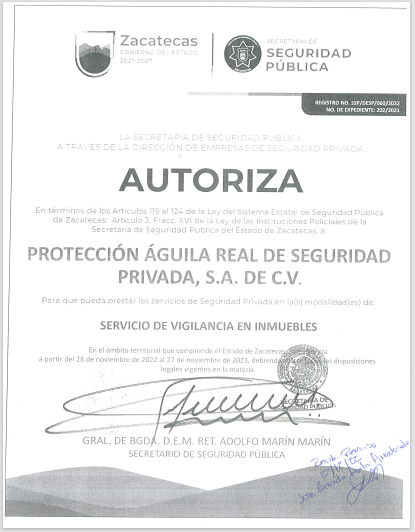 Zacatecas
GOBIERNO DEL ESTADO
2021-2027
SECRETARÍA DE
SEGURIDAD
PÚBLICA
REGISTRO NO. SSP/DESP/060/2022
NO. DE EXPEDIENTE: 202/2021
LA SECRETARÍA DE SEGURIDAD PÚBLICA,
A TRAVÉS DE LA DIRECCIÓN DE EMPRESAS DE SEGURIDAD PRIVADA,
AUTORIZA
En términos de los Artículos 119 al 124 de la Ley del Sistema Estatal de Seguridad Pública
de Zacatecas; Artículo 3, Fracc. XVI de la Ley de las Instituciones Policiales de la
Secretaría de Seguridad Pública del Estado de Zacatecas, a:
PROTECCIÓN ÁGUILA REAL DE SEGURIDAD
PRIVADA, S.A. DE C.V.
Para que pueda prestar los servicios de Seguridad Privada en la(s) modalidad(es) de:
SERVICIO DE VIGILANCIA EN INMUEBLES
En el ámbito territorial que comprende el Estado de Zacatecas,
a partir del 28 de noviembre de 2022 al 27 de noviembre de 2023, debiendo las disposiciones
legales vigentes en la materia.
SECRETARÍA DE
SEGURIDAD PÚBLICA
GRAL. DE BGDA. D.E.M. RET. ADOLFO MARÍN MARÍN
SECRETARIO DE SEGURIDAD PÚBLICA